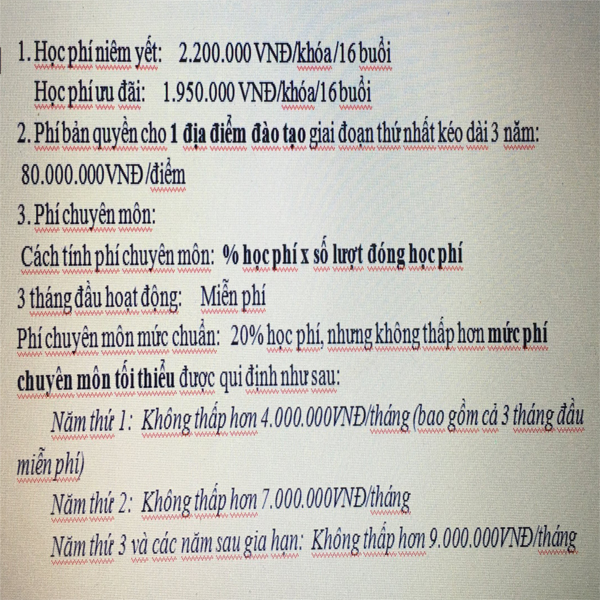 1. Học phí niêm yết: 2.200.000 VNĐ/khóa/16 buổi
Học phí ưu đãi: 1.950.000 VNĐ/khóa/16buổi
2. Phí bản quyền cho 1 địa điểm đào tạo giai đoạn thứ nhất kéo dài 3 năm:
80.000.000VNĐ/điểm
3. Phí chuyên môn:
Cách tính phí chuyên môn: % học phí x số lượt đóng học phí
3 tháng đầu hoạt động: Miễn phí
Phí chuyên môn mức chuẩn: 20% học phí, nhưng không thấp hơn mức phí
chuyên môn tối thiểu được qui định như sau:
Năm thứ 1: Không thấp hơn 4.000.000VNĐ/tháng (bao gồm cả 3 tháng đầu
miễn phí)
Năm thứ 2: Không thấp hơn 7.000.000VNĐ/tháng
Năm thứ 3 và các năm sau gia hạn: Không thấp hơn 9.000.000VNĐ/tháng